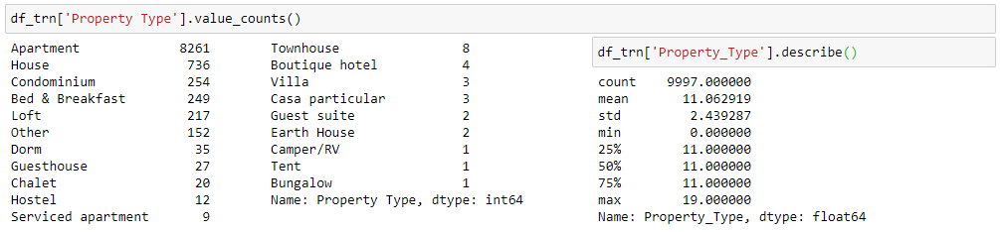 df_trn['Property Type'].value_counts()
Apartment 8261
House 736
Condominium 254
Bed & Breakfast 249
Loft 217
Other 152
Dorm 35
Guesthouse 27
Chalet 20
Hostel 12
Serviced apartment 9
Townhouse 8
Boutique hotel 4
Villa 3
Casa particular 3
Guest suite 2
Earth House 2
Camper/RV 1
Tent 1
Bungalow 1
Name: Property Type, dtype: int64
df_trn['Property_Type'].describe()
count 9997.000000
mean 11.062919
std 2.439287
min 0.000000
25% 11.000000
50% 11.000000
75% 11.000000
max 19.000000
Name: Property_Type, dtype: float64